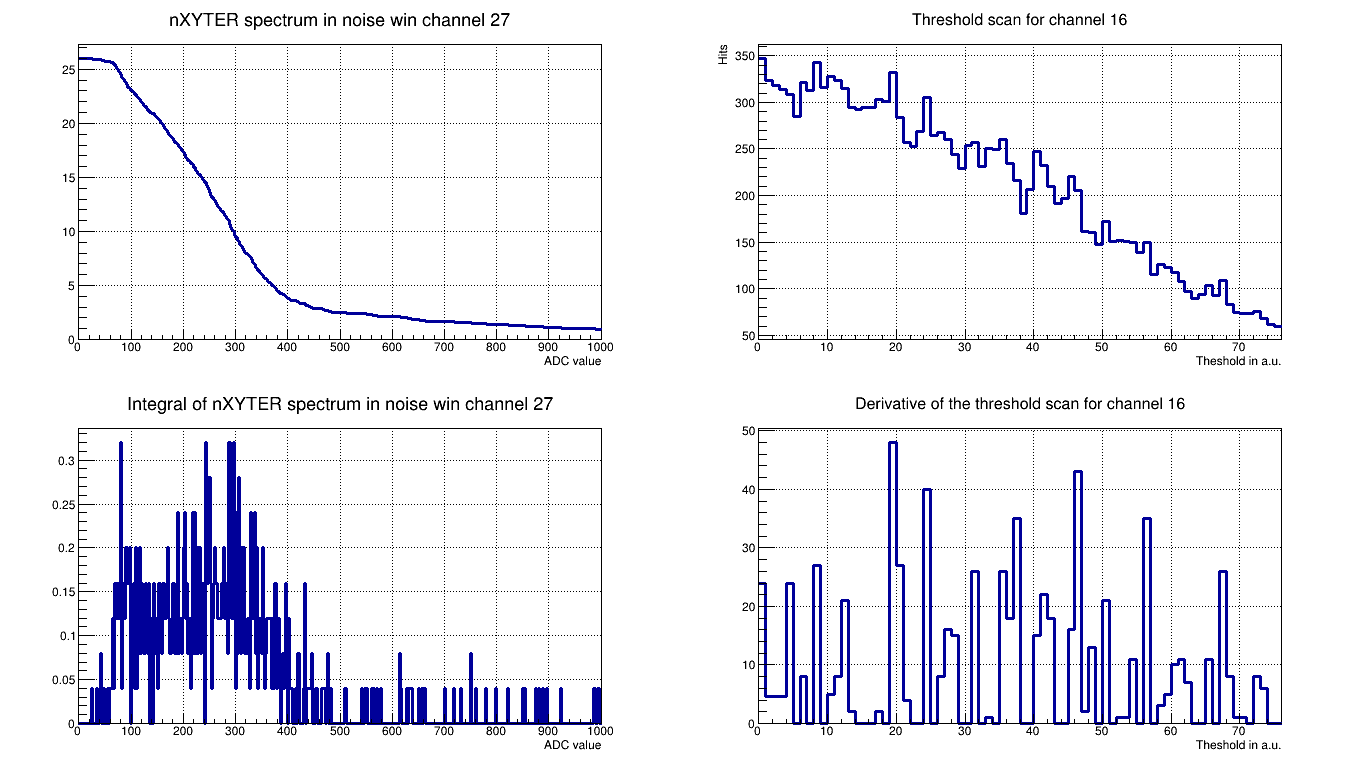 nXYTER spectrum in noise win channel 27
25
20
15
10
5
0
0 100 200 300 400 500 600 700 800 900 1000
ADC value
Threshold scan for channel 16
Hits
350
300
250
200
150
100
50
0 10 20 30 40 50 60 70
Theshold in a.u.
Integral of nXYTER spectrum in noise win channel 27
0.3
0.25
0.2
0.15
0.1
0.05
0
0 100 200 300 400 500 600 700 800 900 1000
ADC value
Derivative of the threshold scan for channel 16
50
40
30
20
10
0
0 10 20 30 40 50 60 70
Theshold in a.u.